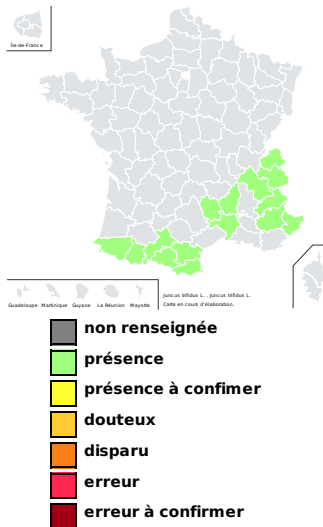 Île-de-France
Guadeloupe Martinique Guyane La Réunion Mayotte
Juncus trifidus L. , Juncus trifidus L.
Carte en cours d'élaboration.
non renseignée
présence
présence à confimer
douteux
disparu
erreur
erreur à confirmer